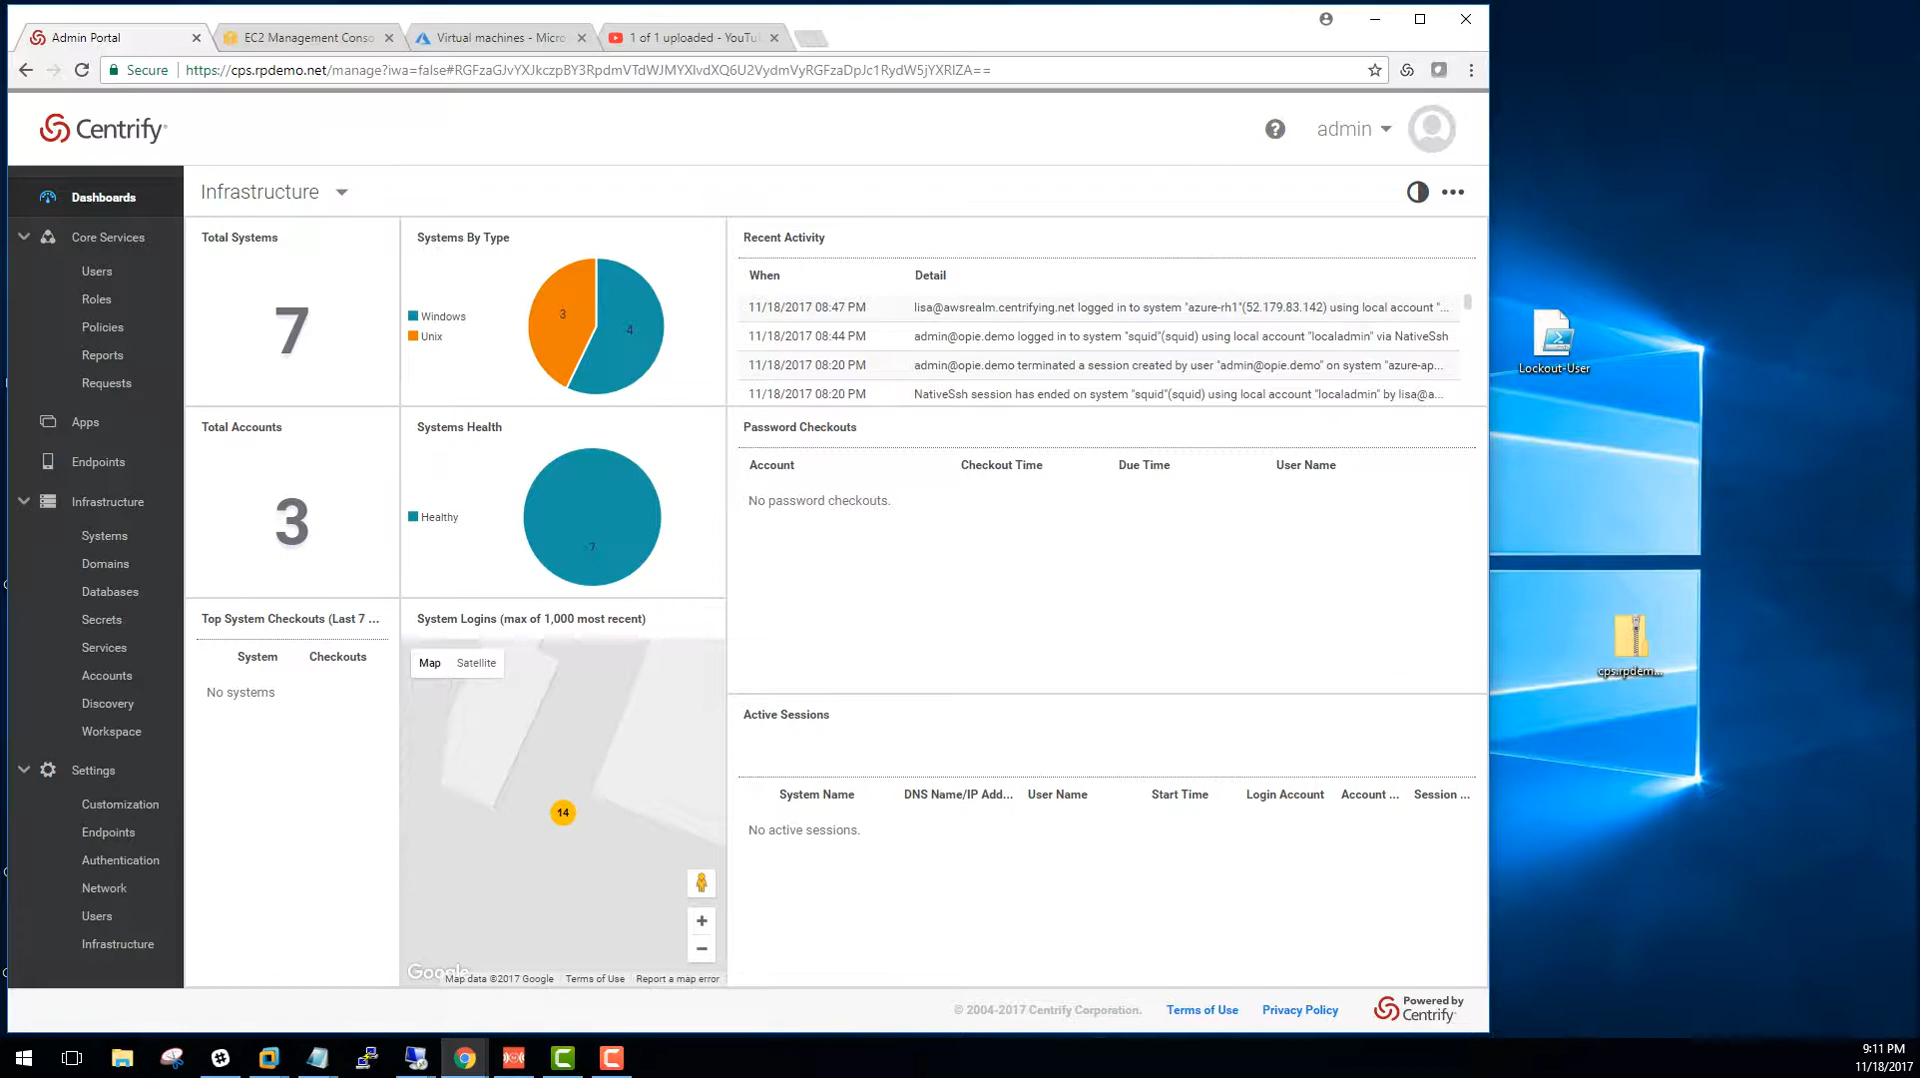 Admin Portal
EC2 Management Conso
Virtual machines - Micro
1 of 1 uploaded - YouTu
Secure
https://cps.rpdemo.net/manage?iwa=false#RGFzaGJvYXJkczpBY3RpdmVTdWJMYXlvdXQ6U2VydmVyRGFzaDpJc1RydW5jYXRlZA==
Centrify
admin
Dashboards
Core Services
Users
Roles
Policies
Reports
Requests
Apps
Endpoints
Infrastructure
Systems
Domains
Databases
Secrets
Services
Accounts
Discovery
Workspace
Settings
Customization
Endpoints
Authentication
Network
Users
Infrastructure
Infrastructure
Total Systems
7
Systems By Type
Windows
Unix
3
4
Recent Activity
When Detail
11/18/2017 08:47 PM lisa@awsrealm.centrifying.net logged in to system "azure-rh1"(52.179.83.142) using local account "...
11/18/2017 08:44 PM admin@opie.demo logged in to system "squid"(squid) using local account "localadmin" via NativeSsh
11/18/2017 08:20 PM admin@opie.demo terminated a session created by user "admin@opie.demo" on system "azure-ap...
11/18/2017 08:20 PM NativeSsh session has ended on system "squid"(squid) using local account "localadmin" by lisa@a...
Total Accounts
3
Systems Health
Healthy
7
Password Checkouts
Account Checkout Time Due Time User Name
No password checkouts.
Top System Checkouts (Last 7 ...
System Checkouts
No systems
System Logins (max of 1,000 most recent)
Map Satellite
14
Google
Map data ©2017 Google Terms of Use Report a map error
Active Sessions
System Name DNS Name/IP Add... User Name Start Time Login Account Account ... Session ...
No active sessions.
© 2004-2017 Centrify Corporation. Terms of Use Privacy Policy
Powered by
Centrify
Lockout-User
cps.rpdem...
9:11 PM
11/18/2017